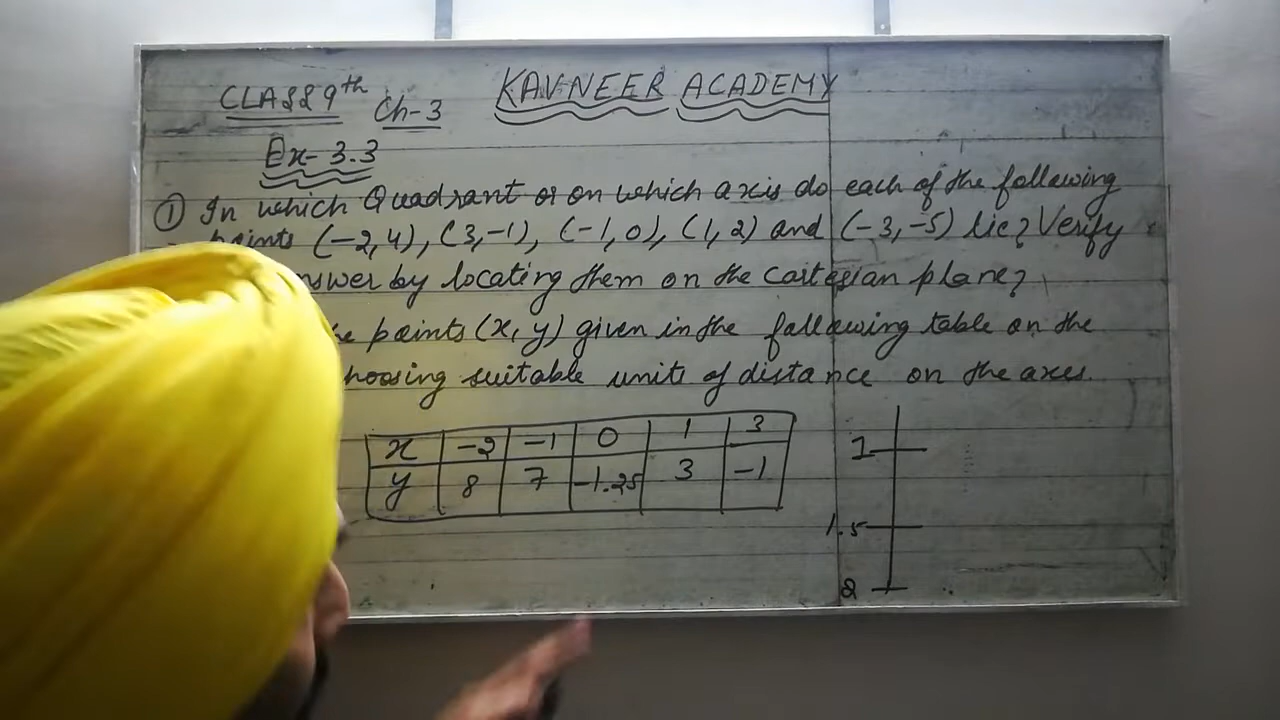 CLASS 9th Ch-3 KAVNEER ACADEMY
Ex- 3.3
① In which Quadrant or on which axis do each of the following
points (-2,4), (3,-1), (-1,0), (1,2) and (-3,-5) lie? Verify
swer by locating them on the cartesian plane?
points (x, y) given in the following table on the
hoosing suitable units of distance on the axes.
x -2 -1 0 1 3
y 8 7 -1.25 3 -1
1
1.5
2